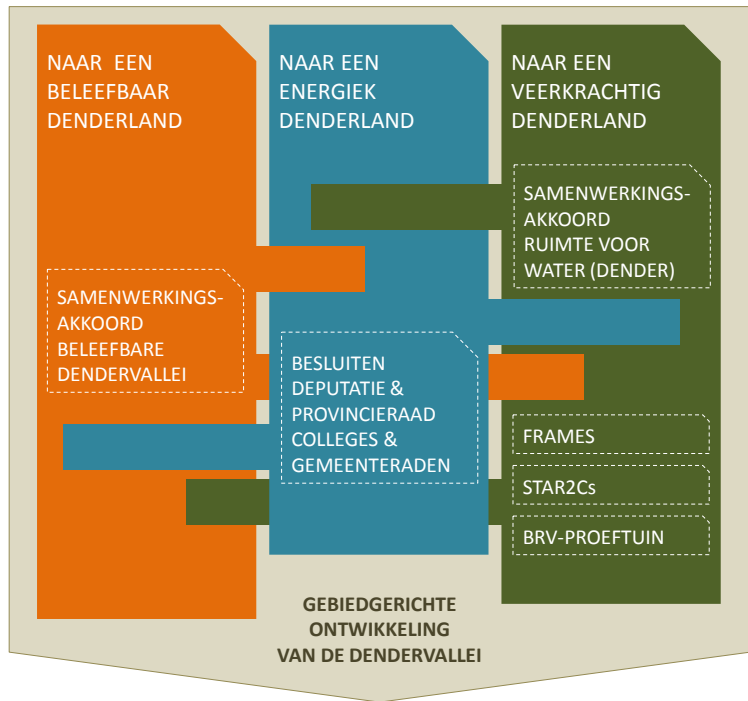 NAAR EEN
BELEEFBAAR
DENDERLAND
SAMENWERKINGS-
AKKOORD
BELEEFBARE
DENDERVALLEI
NAAR EEN
ENERGIEK
DENDERLAND
BESLUITEN
DEPUTATIE &
PROVINCIERAAD
COLLEGES &
GEMEENTERADEN
NAAR EEN
VEERKRACHTIG
DENDERLAND
SAMENWERKINGS-
AKKOORD
RUIMTE VOOR
WATER (DENDER)
FRAMES
STAR2Cs
BRV-PROEFTUIN
GEBIEDGERICHTE
ONTWIKKELING
VAN DE DENDERVALLEI